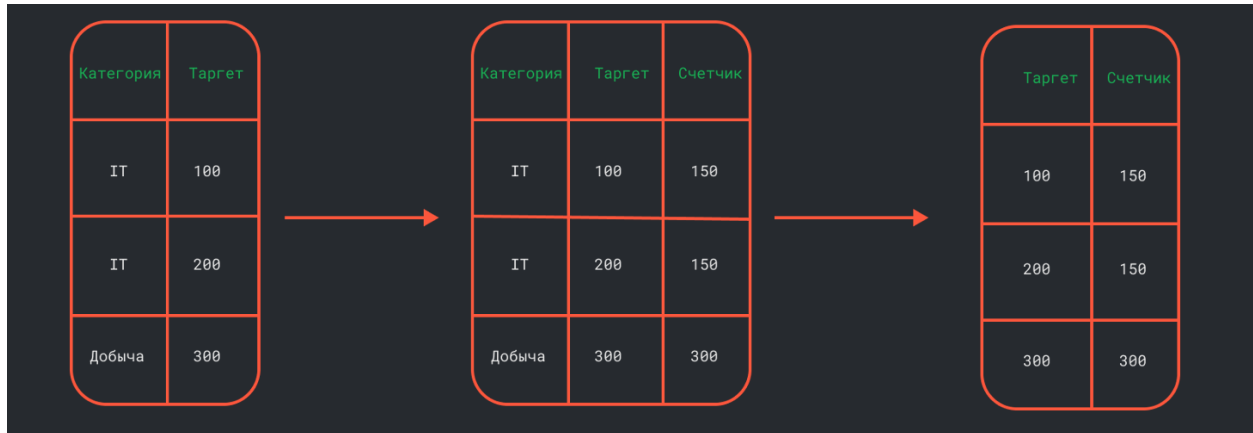 Категория Таргет
IT 100
IT 200
Добыча 300
Категория Таргет Счетчик
IT 100 150
IT 200 150
Добыча 300 300
Таргет Счетчик
100 150
200 150
300 300